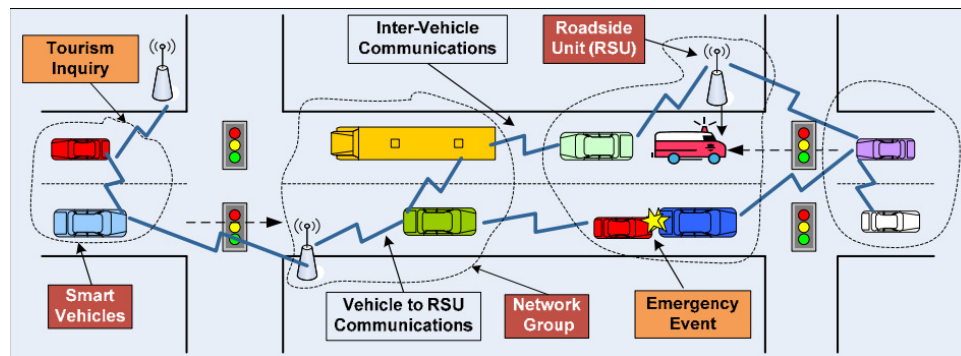 Tourism
Inquiry
Inter-Vehicle
Communications
Roadside
Unit (RSU)
Smart
Vehicles
Vehicle to RSU
Communications
Network
Group
Emergency
Event